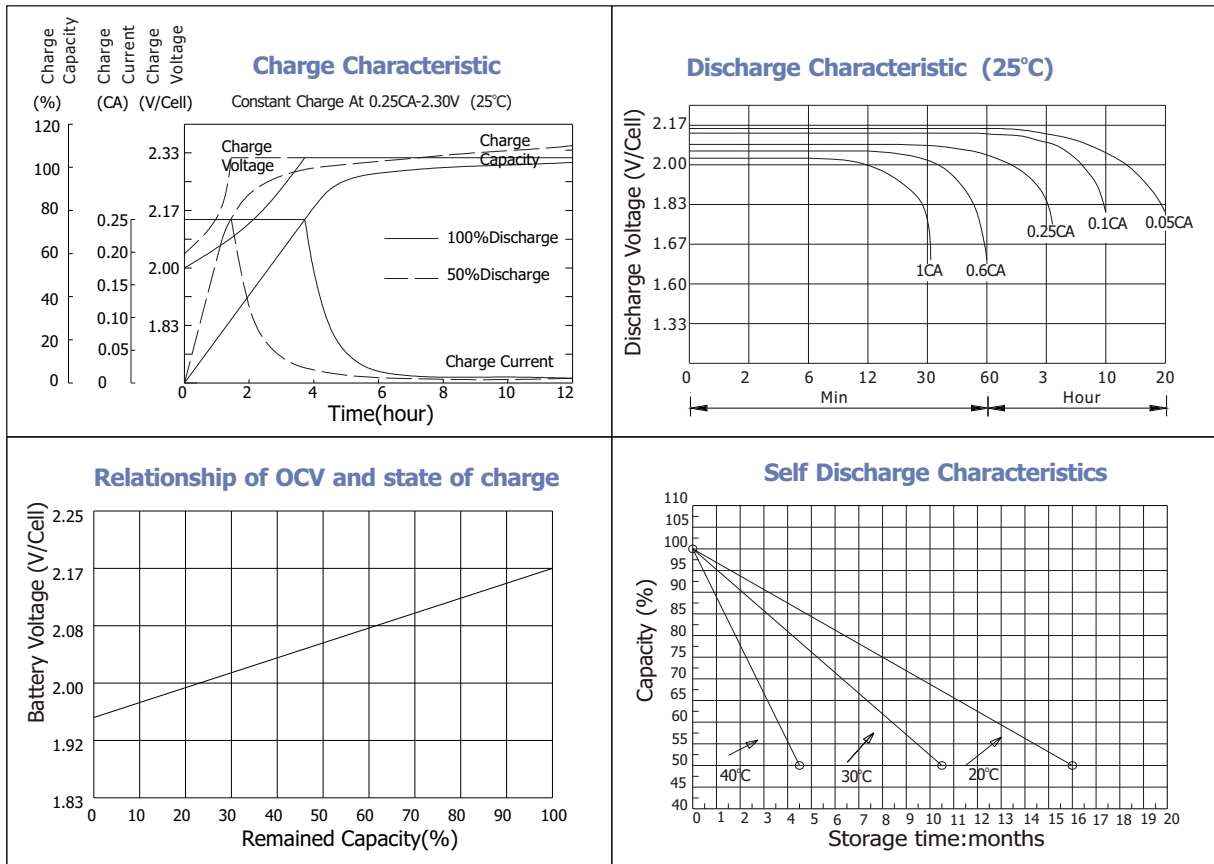 Charge Capacity
Charge Current
Charge Voltage
(%)
(CA)
(V/Cell)
Charge Characteristic
Constant Charge At 0.25CA-2.30V (25°C)
120
100
80
60
40
20
0
0.25
0.20
0.15
0.10
0.05
0
2.33
2.17
2.00
1.83
Charge Voltage
Charge Capacity
100%Discharge
50%Discharge
Charge Current
0 2 4 6 8 10 12
Time(hour)
Discharge Characteristic (25°C)
Discharge Voltage (V/Cell)
2.17
2.00
1.83
1.67
1.60
1.33
1CA
0.6CA
0.25CA
0.1CA
0.05CA
0 2 6 12 30 60 3 10 20
Min
Hour
Relationship of OCV and state of charge
Battery Voltage (V/Cell)
2.25
2.17
2.08
2.00
1.92
1.83
0 10 20 30 40 50 60 70 80 90 100
Remained Capacity(%)
Self Discharge Characteristics
Capacity (%)
110
105
100
95
90
85
80
75
70
65
60
55
50
45
40
40°C
30°C
20°C
0 1 2 3 4 5 6 7 8 9 10 11 12 13 14 15 16 17 18 19 20
Storage time:months